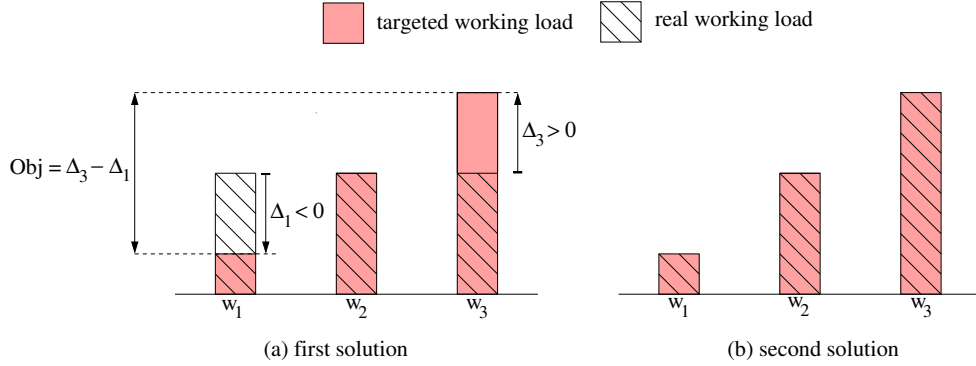 targeted working load
real working load
Obj = Δ3 − Δ1
Δ1 < 0
Δ3 > 0
w1
w2
w3
w1
w2
w3
(a) first solution
(b) second solution